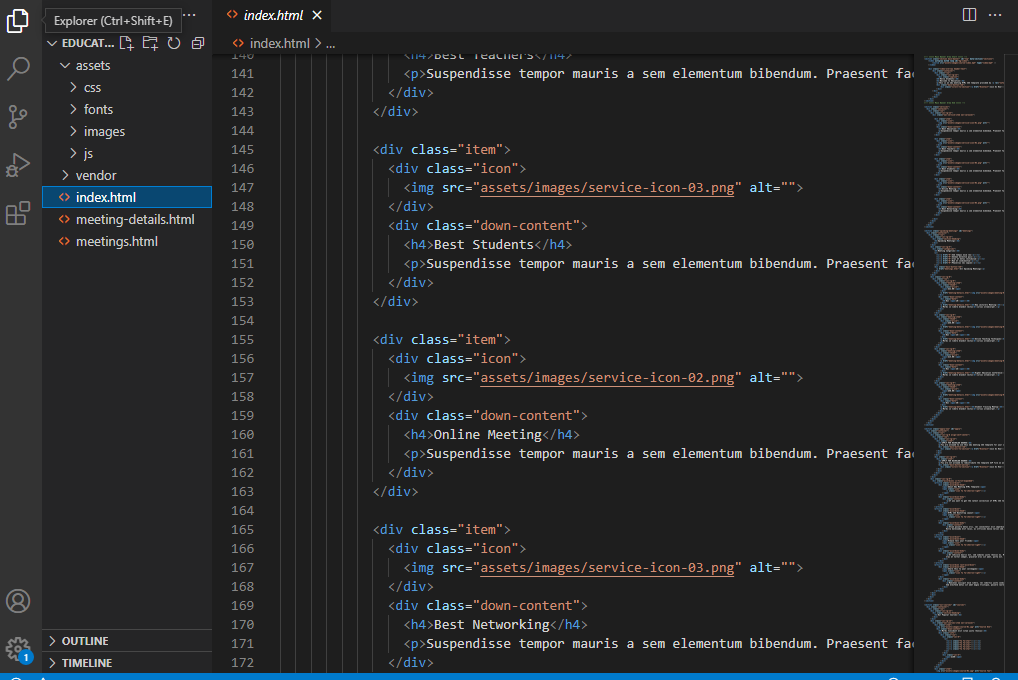 Explorer (Ctrl+Shift+E)
...
EDUCAT...
assets
css
fonts
images
js
vendor
index.html
meeting-details.html
meetings.html
OUTLINE
TIMELINE
1
index.html
...
index.html > ...
140 <h4>Best Teachers</h4>
141 <p>Suspendisse tempor mauris a sem elementum bibendum. Praesent fac
142 </div>
143 </div>
144
145 <div class="item">
146 <div class="icon">
147 <img src="assets/images/service-icon-03.png" alt="">
148 </div>
149 <div class="down-content">
150 <h4>Best Students</h4>
151 <p>Suspendisse tempor mauris a sem elementum bibendum. Praesent fac
152 </div>
153 </div>
154
155 <div class="item">
156 <div class="icon">
157 <img src="assets/images/service-icon-02.png" alt="">
158 </div>
159 <div class="down-content">
160 <h4>Online Meeting</h4>
161 <p>Suspendisse tempor mauris a sem elementum bibendum. Praesent fac
162 </div>
163 </div>
164
165 <div class="item">
166 <div class="icon">
167 <img src="assets/images/service-icon-03.png" alt="">
168 </div>
169 <div class="down-content">
170 <h4>Best Networking</h4>
171 <p>Suspendisse tempor mauris a sem elementum bibendum. Praesent fac
172 </div>